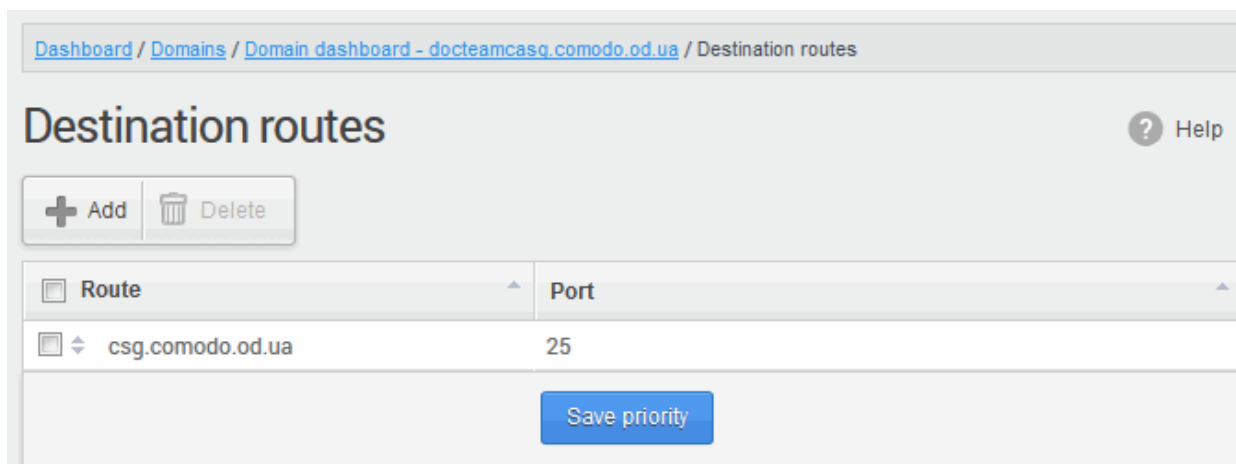 Dashboard / Domains / Domain dashboard - docteamcasg.comodo.od.ua / Destination routes
Destination routes
? Help
Add Delete
Route Port
csg.comodo.od.ua 25
Save priority